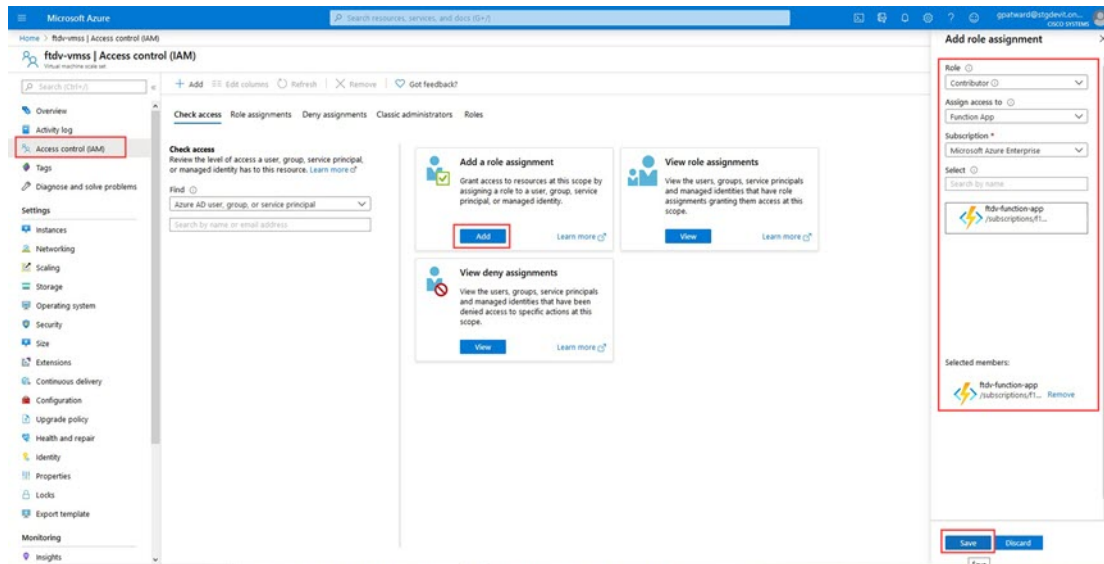 Microsoft Azure
Search resources, services, and docs (G+/)
gpatward@stgdevit.on...
CISCO SYSTEMS
Home > ftdv-vmss | Access control (IAM)
ftdv-vmss | Access control (IAM)
Virtual machine scale set
Search (Ctrl+/)
Overview
Activity log
Access control (IAM)
Tags
Diagnose and solve problems
Settings
Instances
Networking
Scaling
Storage
Operating system
Security
Size
Extensions
Continuous delivery
Configuration
Upgrade policy
Health and repair
Identity
Properties
Locks
Export template
Monitoring
Insights
+ Add
Edit columns
Refresh
Remove
Got feedback?
Check access
Role assignments
Deny assignments
Classic administrators
Roles
Check access
Review the level of access a user, group, service principal,
or managed identity has to this resource. Learn more
Find
Azure AD user, group, or service principal
Search by name or email address
Add a role assignment
Grant access to resources at this scope by
assigning a role to a user, group, service
principal, or managed identity.
Add
Learn more
View role assignments
View the users, groups, service principals
and managed identities that have role
assignments granting them access at this
scope.
View
Learn more
View deny assignments
View the users, groups, service principals
and managed identities that have been
denied access to specific actions at this
scope.
View
Learn more
Add role assignment
Role
Contributor
Assign access to
Function App
Subscription *
Microsoft Azure Enterprise
Select
Search by name
ftdv-function-app
/subscriptions/f1...
Selected members:
ftdv-function-app
/subscriptions/f1...
Remove
Save
Discard
Save